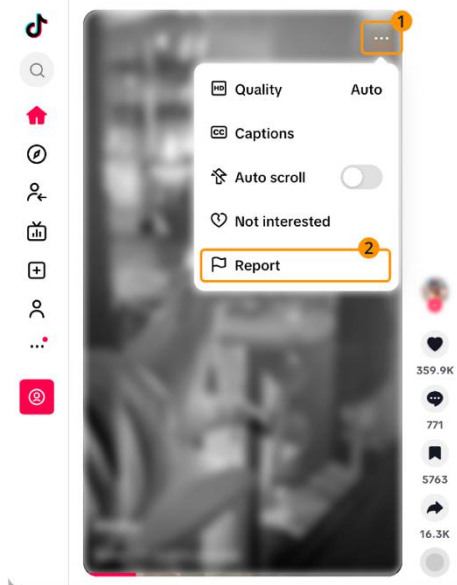 1
HD Quality Auto
CC Captions
Auto scroll
Not interested
2
Report
359.9K
771
5763
16.3K